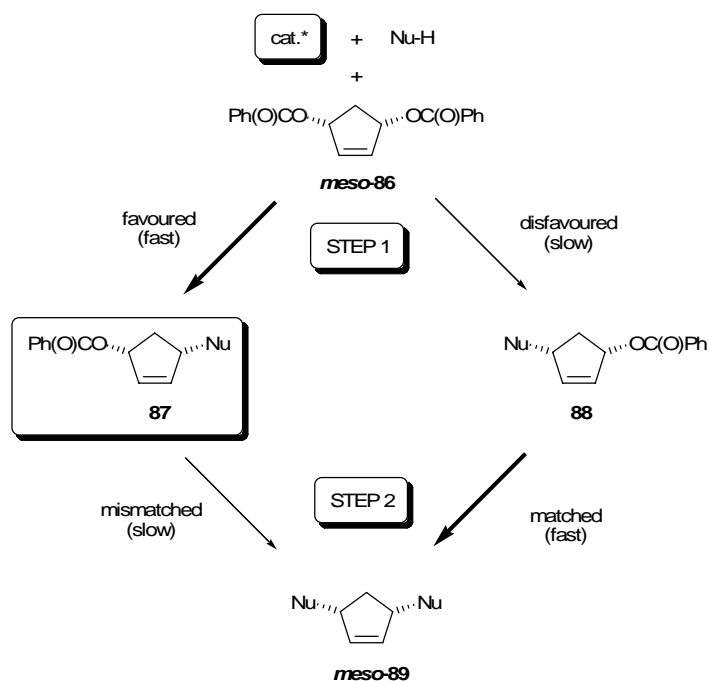 cat.* + Nu-H
+
Ph(O)CO OC(O)Ph
meso-86
favoured
(fast)
disfavoured
(slow)
STEP 1
Ph(O)CO Nu
87
Nu OC(O)Ph
88
mismatched
(slow)
STEP 2
matched
(fast)
Nu Nu
meso-89